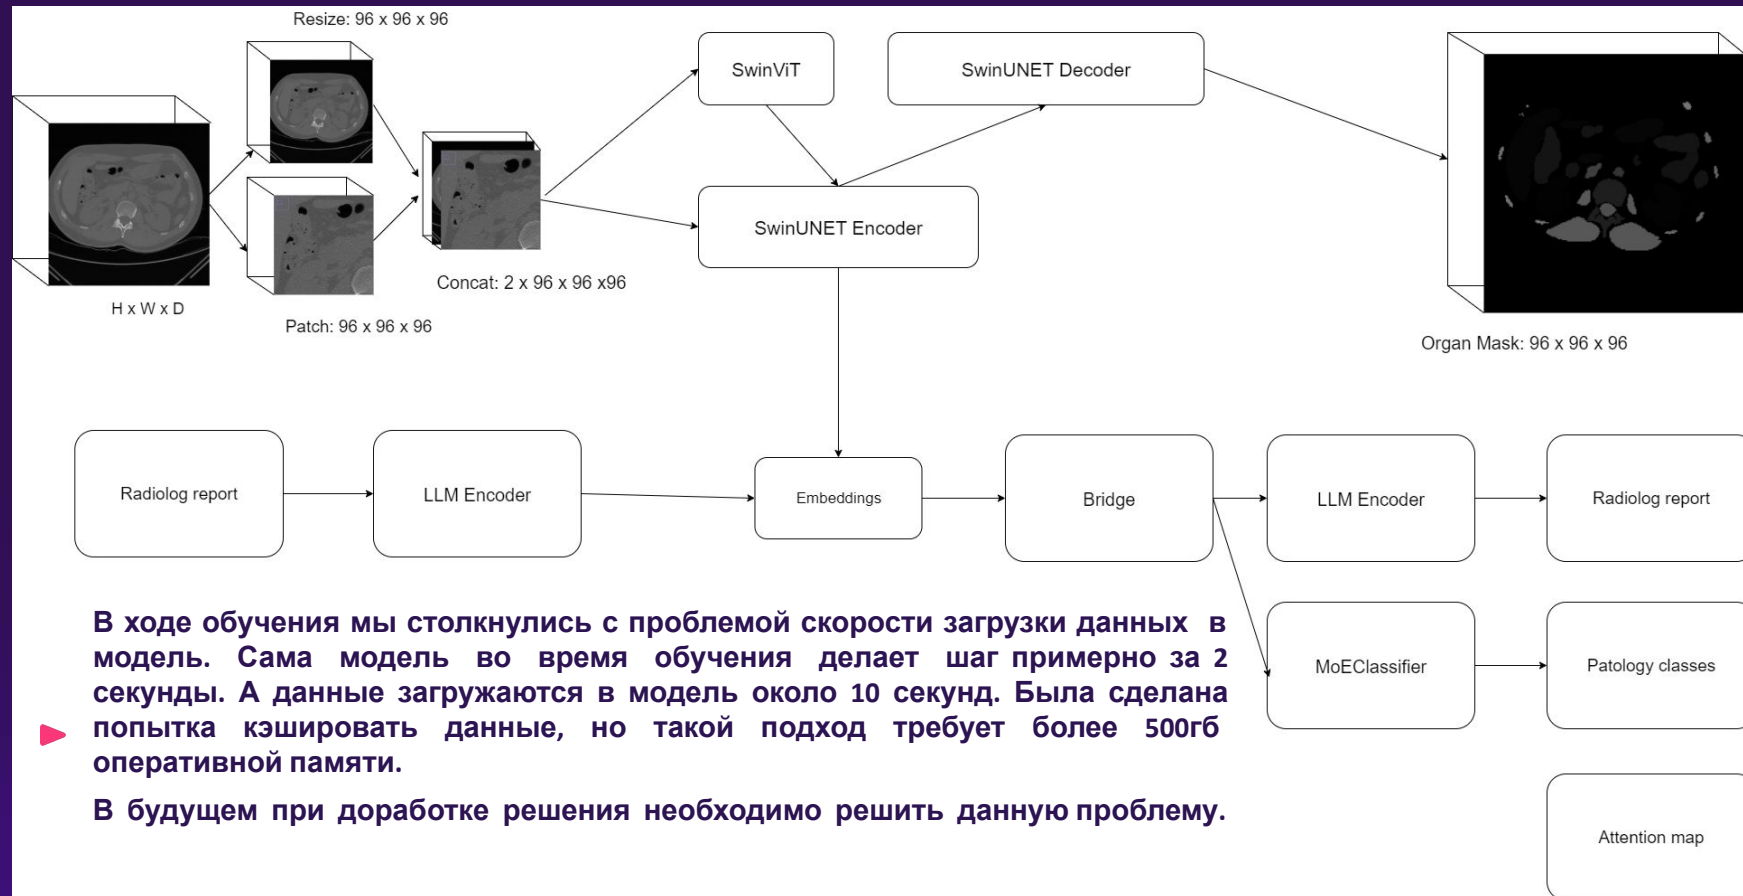 Resize: 96 x 96 x 96
SwinViT
SwinUNET Decoder
SwinUNET Encoder
Concat: 2 x 96 x 96 x96
H x W x D
Patch: 96 x 96 x 96
Organ Mask: 96 x 96 x 96
Radiolog report
LLM Encoder
Embeddings
Bridge
LLM Encoder
Radiolog report
MoEClassifier
Patology classes
Attention map
В ходе обучения мы столкнулись с проблемой скорости загрузки данных в
модель. Сама модель во время обучения делает шаг примерно за 2
секунды. А данные загружаются в модель около 10 секунд. Была сделана
попытка кэшировать данные, но такой подход требует более 500гб
оперативной памяти.
В будущем при доработке решения необходимо решить данную проблему.